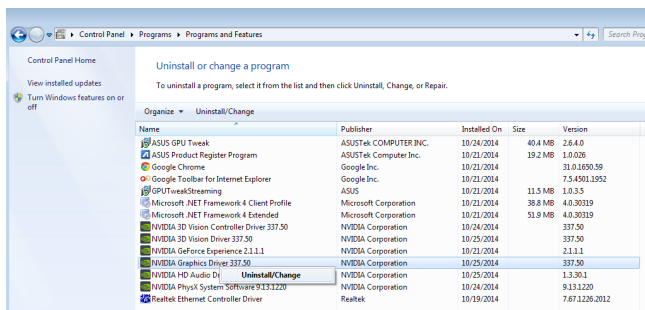 Control Panel ▸ Programs ▸ Programs and Features
Search Prog
Control Panel Home
View installed updates
Turn Windows features on or
off
Uninstall or change a program
To uninstall a program, select it from the list and then click Uninstall, Change, or Repair.
Organize Uninstall/Change
Name Publisher Installed On Size Version
ASUS GPU Tweak ASUSTek COMPUTER INC. 10/24/2014 40.4 MB 2.6.4.0
ASUS Product Register Program ASUSTek Computer Inc. 10/21/2014 19.2 MB 1.0.026
Google Chrome Google Inc. 10/21/2014 31.0.1650.59
Google Toolbar for Internet Explorer Google Inc. 10/21/2014 7.5.4501.1952
GPUTweakStreaming ASUS 10/21/2014 11.5 MB 1.0.3.5
Microsoft .NET Framework 4 Client Profile Microsoft Corporation 10/21/2014 38.8 MB 4.0.30319
Microsoft .NET Framework 4 Extended Microsoft Corporation 10/21/2014 51.9 MB 4.0.30319
NVIDIA 3D Vision Controller Driver 337.50 NVIDIA Corporation 10/24/2014 337.50
NVIDIA 3D Vision Driver 337.50 NVIDIA Corporation 10/25/2014 337.50
NVIDIA GeForce Experience 2.1.1.1 NVIDIA Corporation 10/21/2014 2.1.1.1
NVIDIA Graphics Driver 337.50 NVIDIA Corporation 10/25/2014 337.50
NVIDIA HD Audio Dr Uninstall/Change NVIDIA Corporation 10/25/2014 1.3.30.1
NVIDIA PhysX System Software 9.13.1220 NVIDIA Corporation 10/24/2014 9.13.1220
Realtek Ethernet Controller Driver Realtek 10/19/2014 7.67.1226.2012